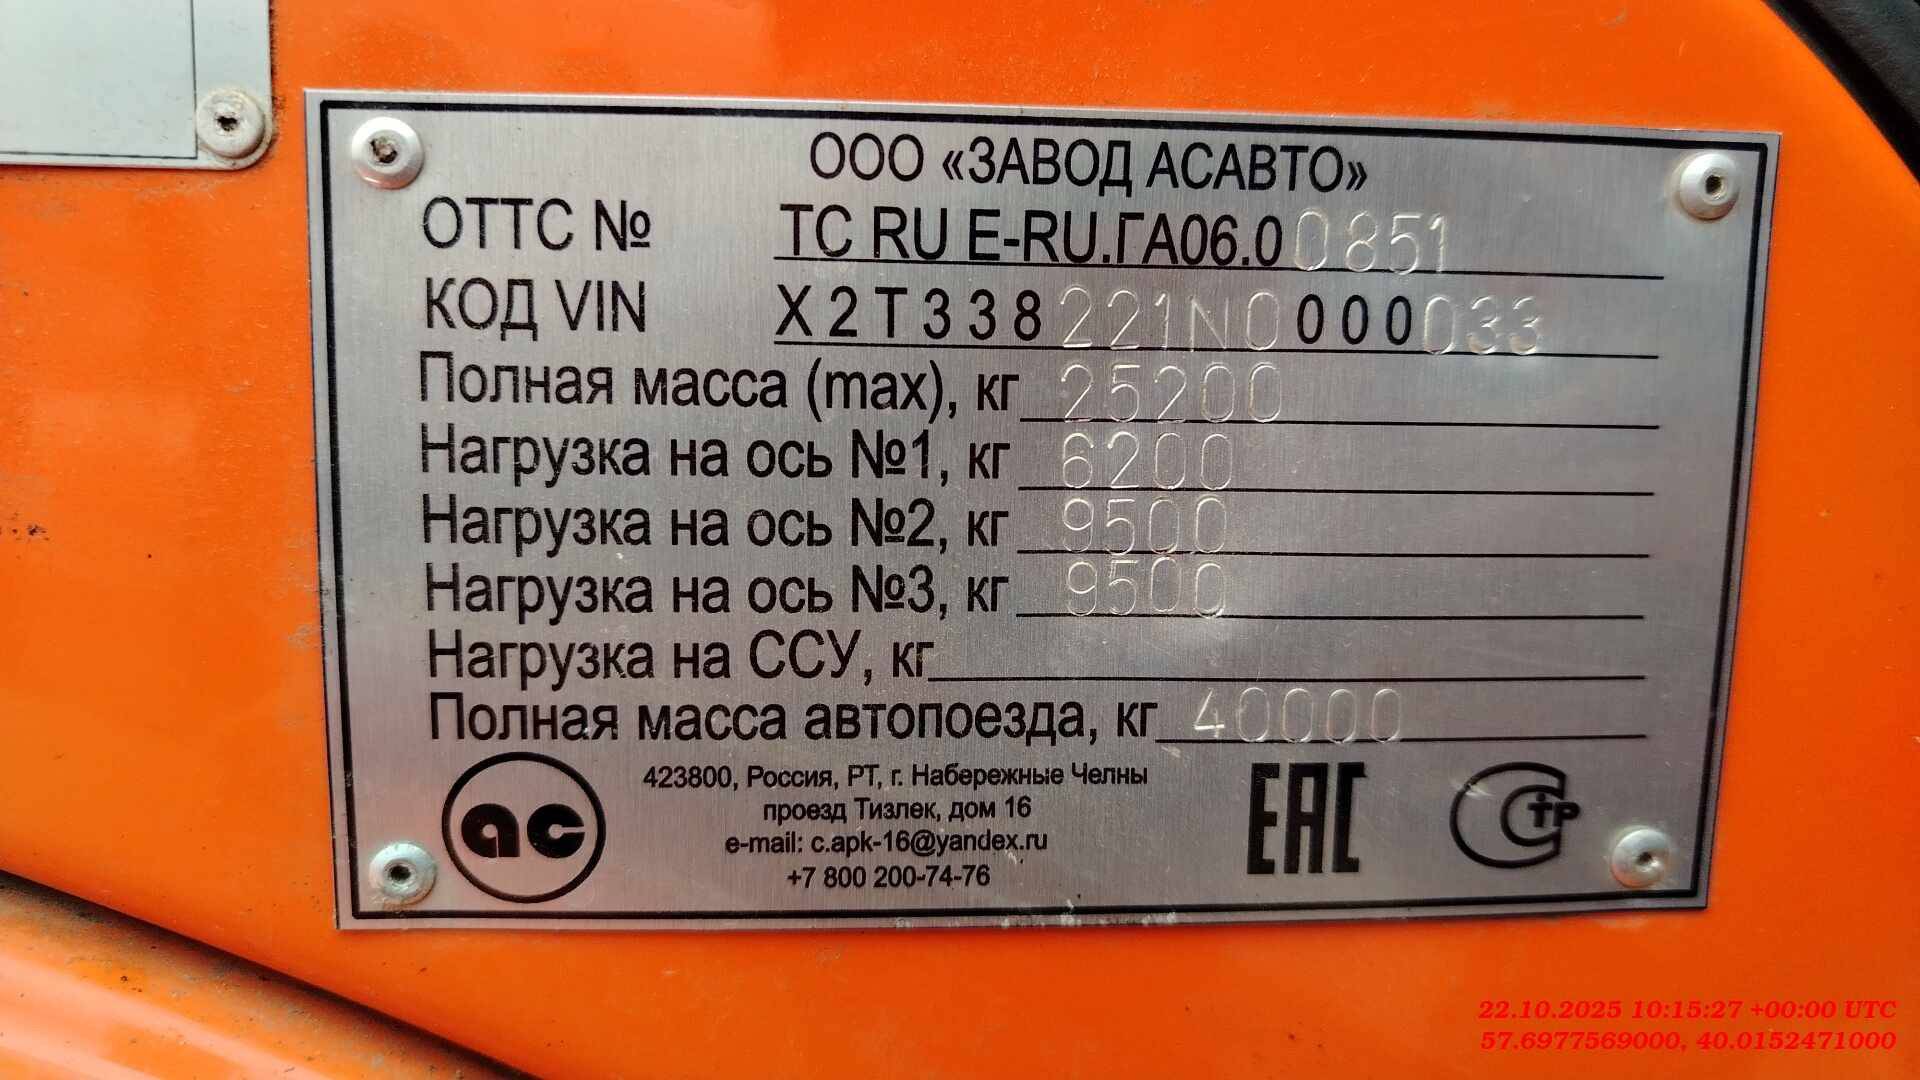 ООО «ЗАВОД АСАВТО»
ОТТС № ТС RU Е-RU.ГА06.00851
КОД VIN X2T338221N0000033
Полная масса (max), кг 25200
Нагрузка на ось №1, кг 6200
Нагрузка на ось №2, кг 9500
Нагрузка на ось №3, кг 9500
Нагрузка на ССУ, кг
Полная масса автопоезда, кг 40000
ас
423800, Россия, РТ, г. Набережные Челны
проезд Тизлек, дом 16
e-mail: c.apk-16@yandex.ru
+7 800 200-74-76
ЕАС
СТР
22.10.2025 10:15:27 +00:00 UTC
57.6977569000, 40.0152471000